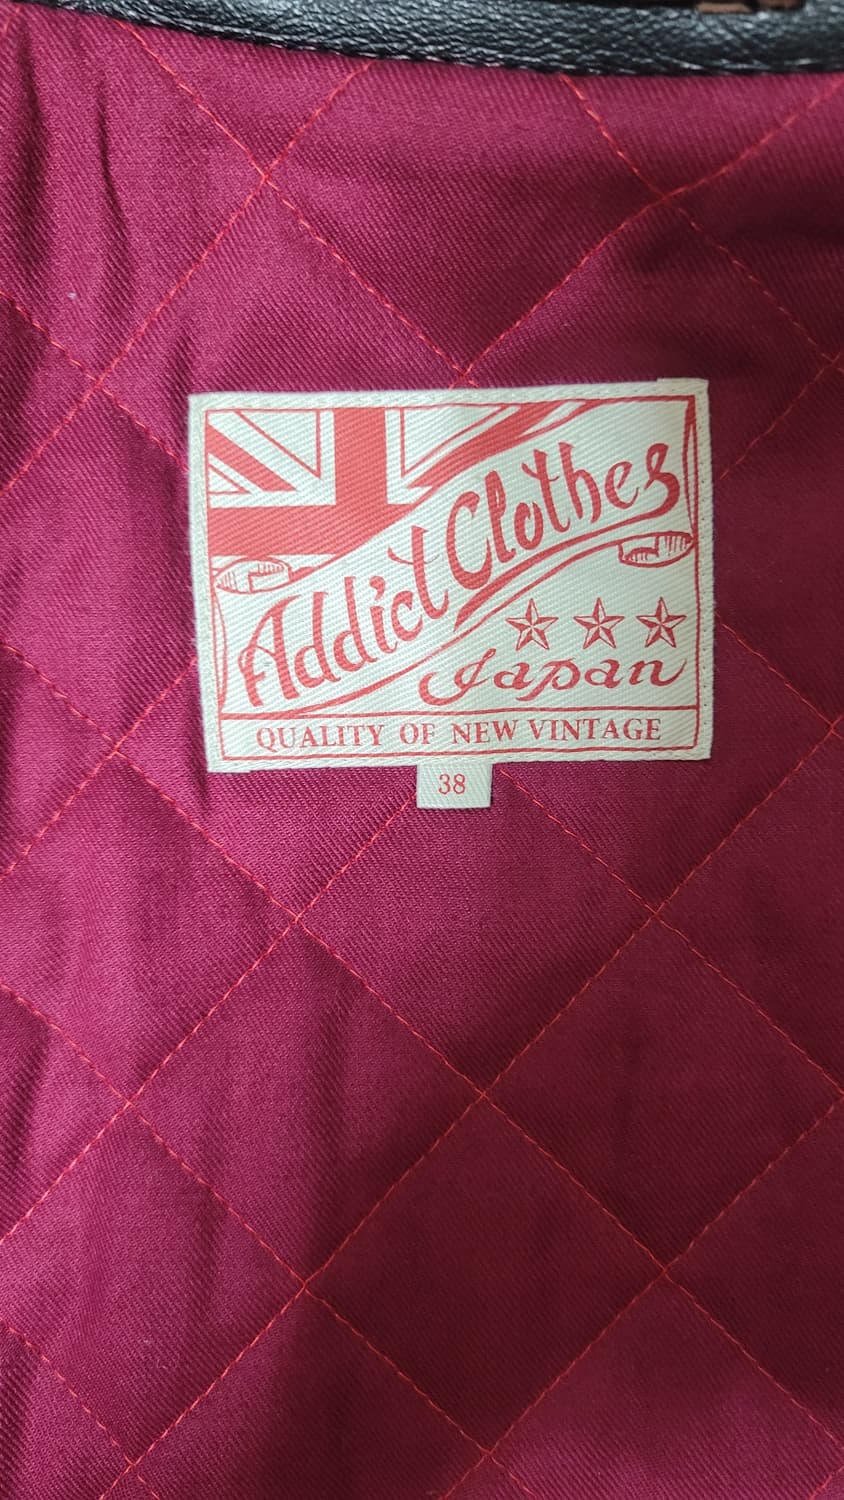 Addict Clothes
Japan
QUALITY OF NEW VINTAGE
38